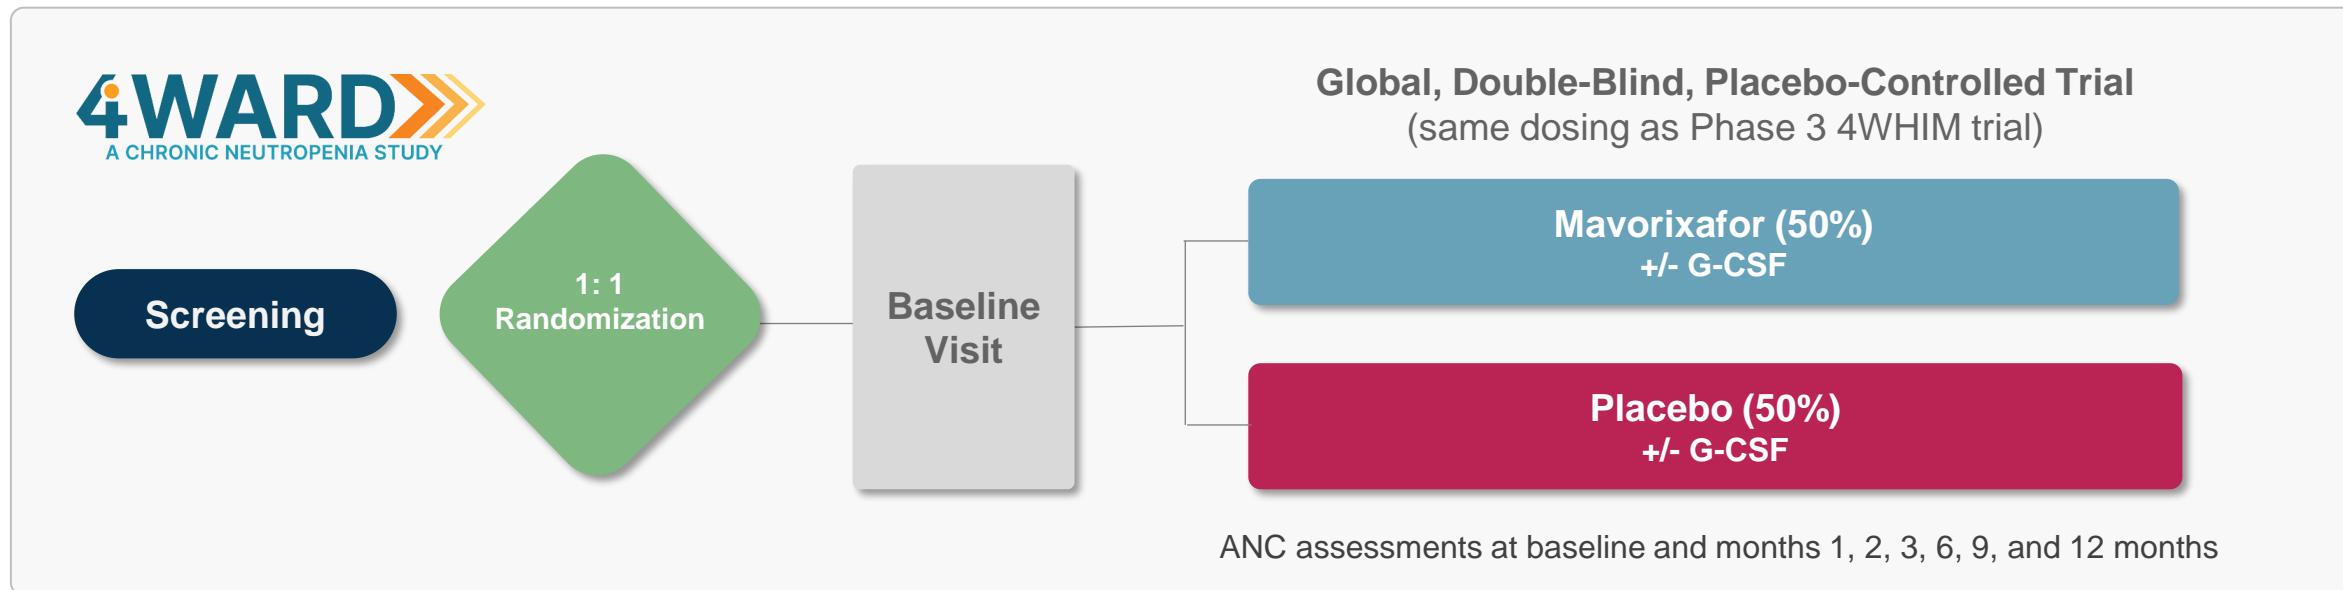 4WARD
A CHRONIC NEUTROPENIA STUDY
Global, Double-Blind, Placebo-Controlled Trial
(same dosing as Phase 3 4WHIM trial)
Screening
1: 1
Randomization
Baseline
Visit
Mavorixafor (50%)
+/- G-CSF
Placebo (50%)
+/- G-CSF
ANC assessments at baseline and months 1, 2, 3, 6, 9, and 12 months